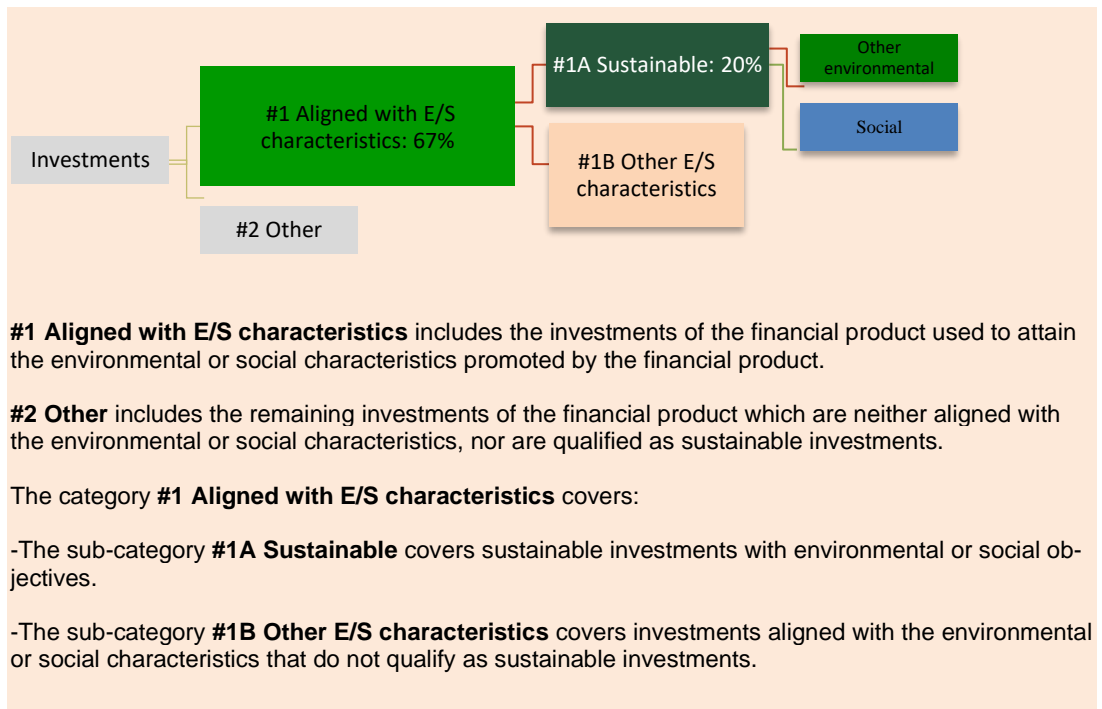 Other
environmental
#1A Sustainable: 20%
#1 Aligned with E/S
characteristics: 67%
Social
Investments
#1B Other E/S
characteristics
#2 Other
#1 Aligned with E/S characteristics includes the investments of the financial product used to attain
the environmental or social characteristics promoted by the financial product.
#2 Other includes the remaining investments of the financial product which are neither aligned with
the environmental or social characteristics, nor are qualified as sustainable investments.
The category #1 Aligned with E/S characteristics covers:
-The sub-category #1A Sustainable covers sustainable investments with environmental or social ob-
jectives.
-The sub-category #1B Other E/S characteristics covers investments aligned with the environmental
or social characteristics that do not qualify as sustainable investments.